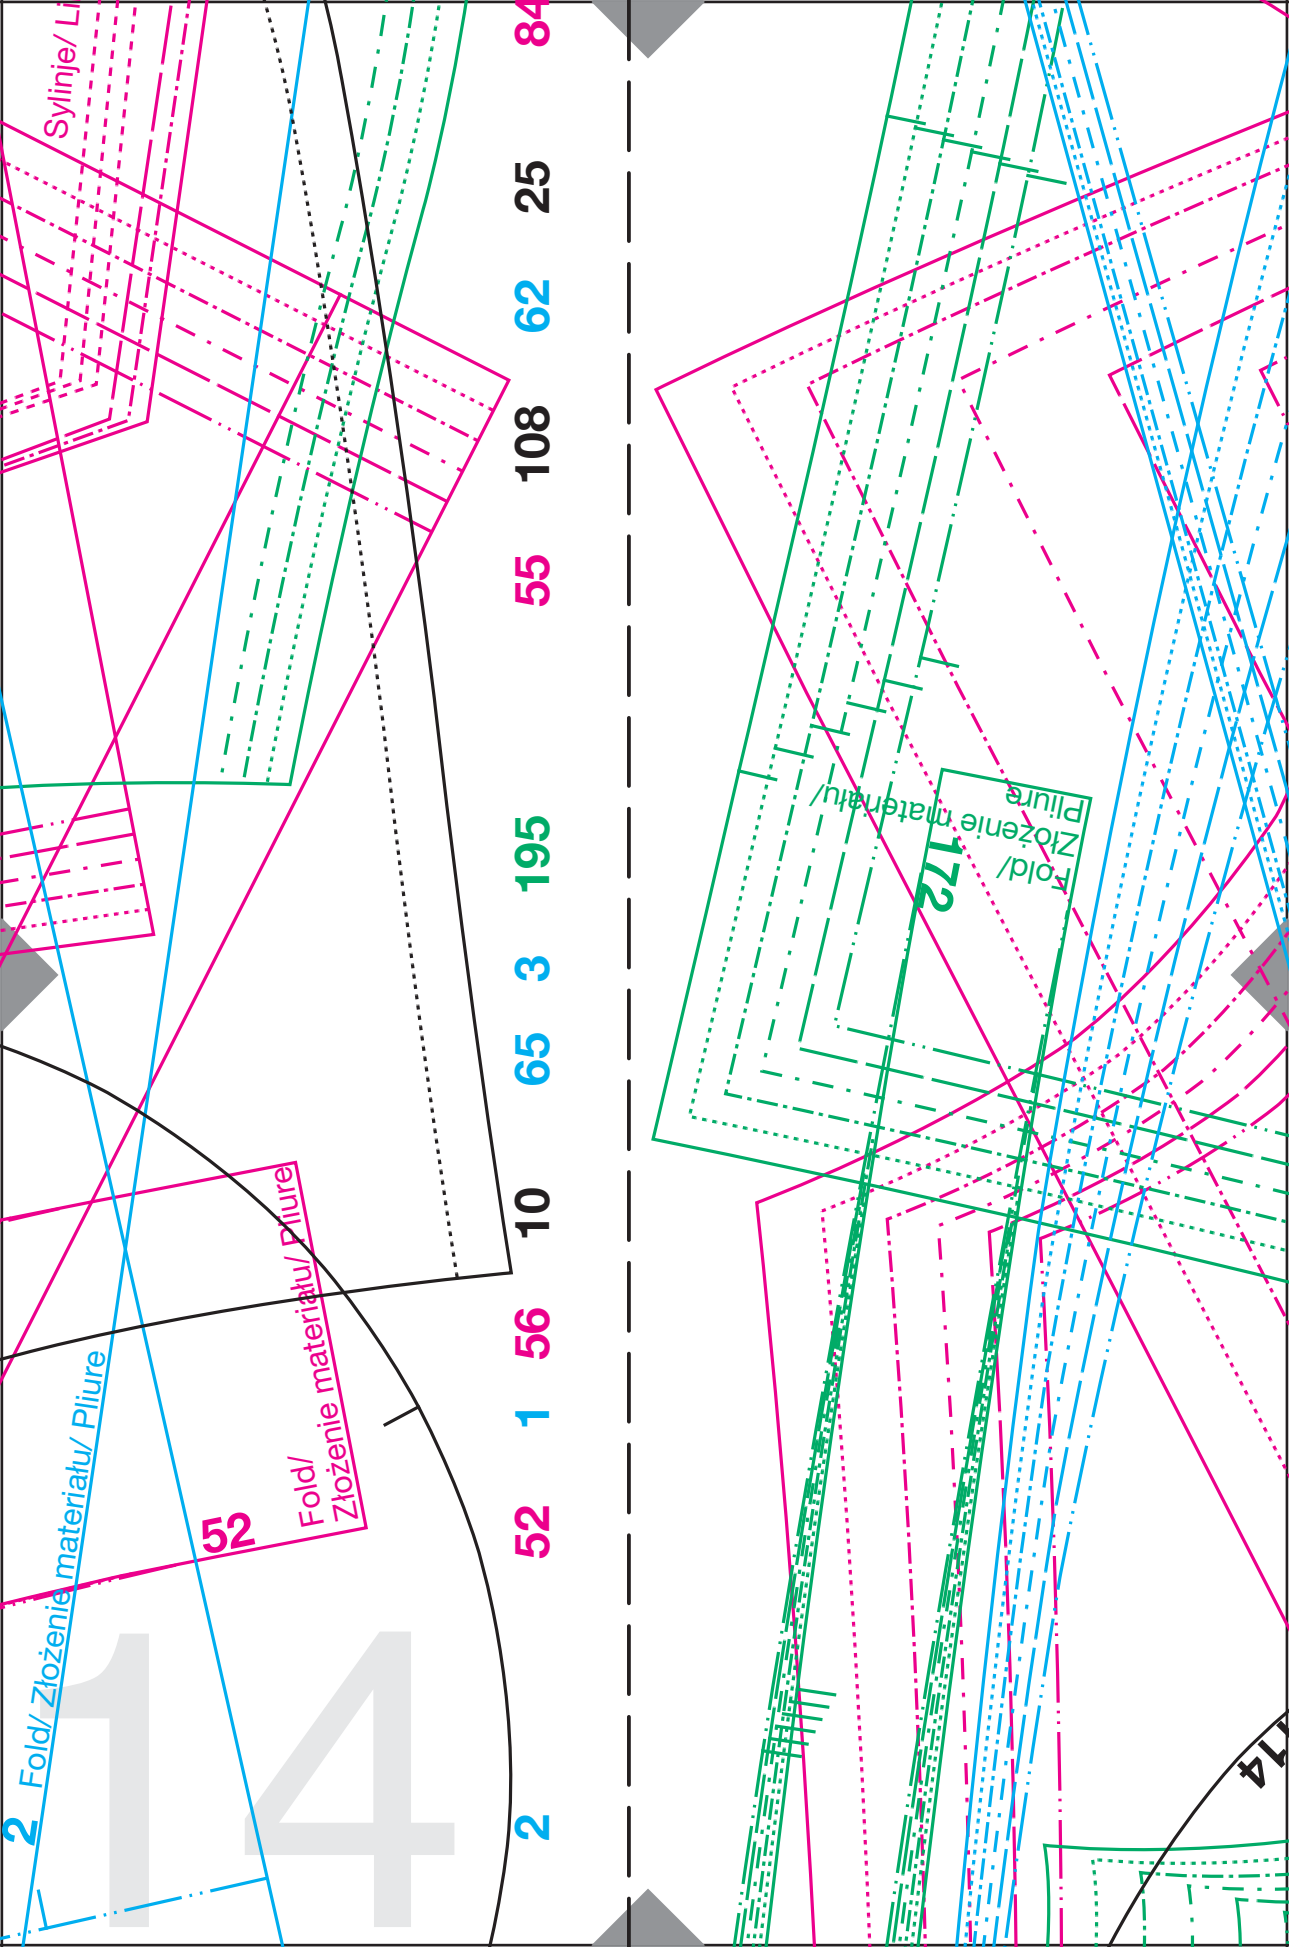 Sylinje/ Li
84
25
62
108
55
195
3
65
10
56
1
52
2
Fold/ Złożenie materiału/ Pliure
2
Fold/
Złożenie materiału/ Pliure
52
14
Fold/
Złożenie materiału/
Pliure
172
114